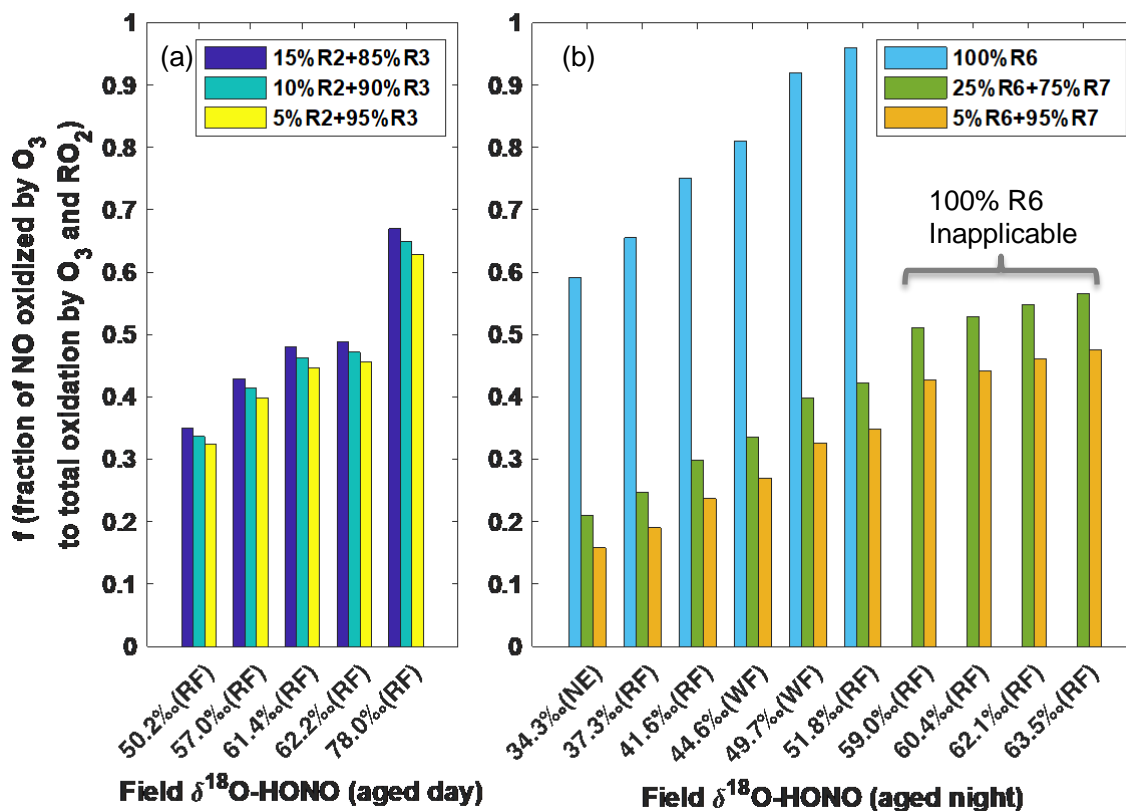 f (fraction of NO oxidized by O3
to total oxidation by O3 and RO2)
1
0.9
0.8
0.7
0.6
0.5
0.4
0.3
0.2
0.1
0
(a)
15%R2+85%R3
10%R2+90%R3
5%R2+95%R3
50.2‰(RF)
57.0‰(RF)
61.4‰(RF)
62.2‰(RF)
78.0‰(RF)
Field δ18O-HONO (aged day)
1
0.9
0.8
0.7
0.6
0.5
0.4
0.3
0.2
0.1
0
(b)
100%R6
25%R6+75%R7
5%R6+95%R7
100% R6
Inapplicable
34.3‰(NE)
37.3‰(RF)
41.6‰(RF)
44.6‰(WF)
49.7‰(WF)
51.8‰(RF)
59.0‰(RF)
60.4‰(RF)
62.1‰(RF)
63.5‰(RF)
Field δ18O-HONO (aged night)